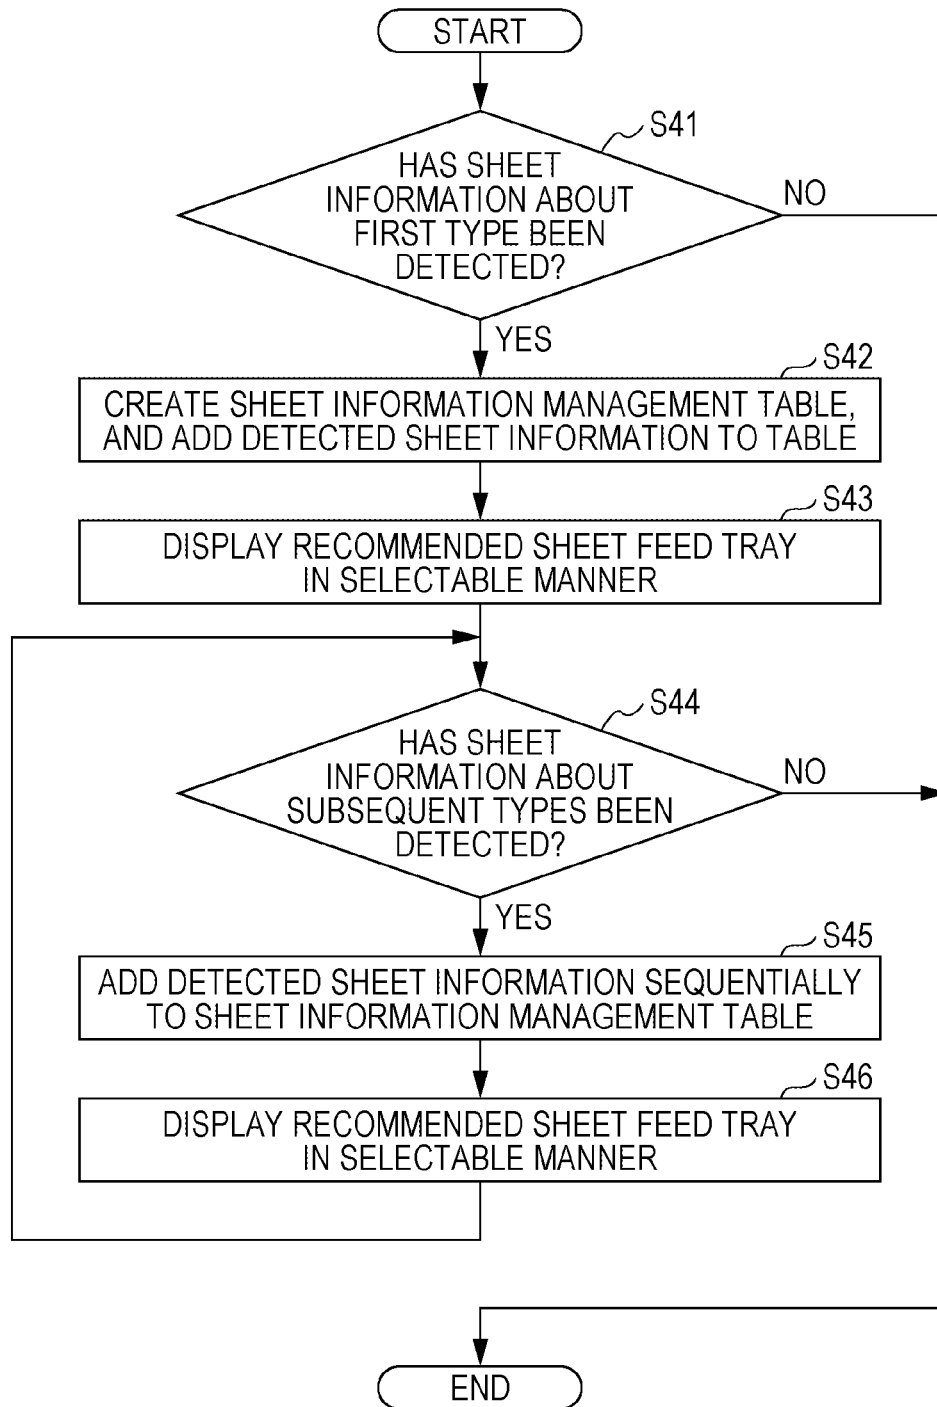 START
S41
HAS SHEET
INFORMATION ABOUT
FIRST TYPE BEEN
DETECTED?
NO
YES
S42
CREATE SHEET INFORMATION MANAGEMENT TABLE,
AND ADD DETECTED SHEET INFORMATION TO TABLE
S43
DISPLAY RECOMMENDED SHEET FEED TRAY
IN SELECTABLE MANNER
S44
HAS SHEET
INFORMATION ABOUT
SUBSEQUENT TYPES BEEN
DETECTED?
NO
YES
S45
ADD DETECTED SHEET INFORMATION SEQUENTIALLY
TO SHEET INFORMATION MANAGEMENT TABLE
S46
DISPLAY RECOMMENDED SHEET FEED TRAY
IN SELECTABLE MANNER
END